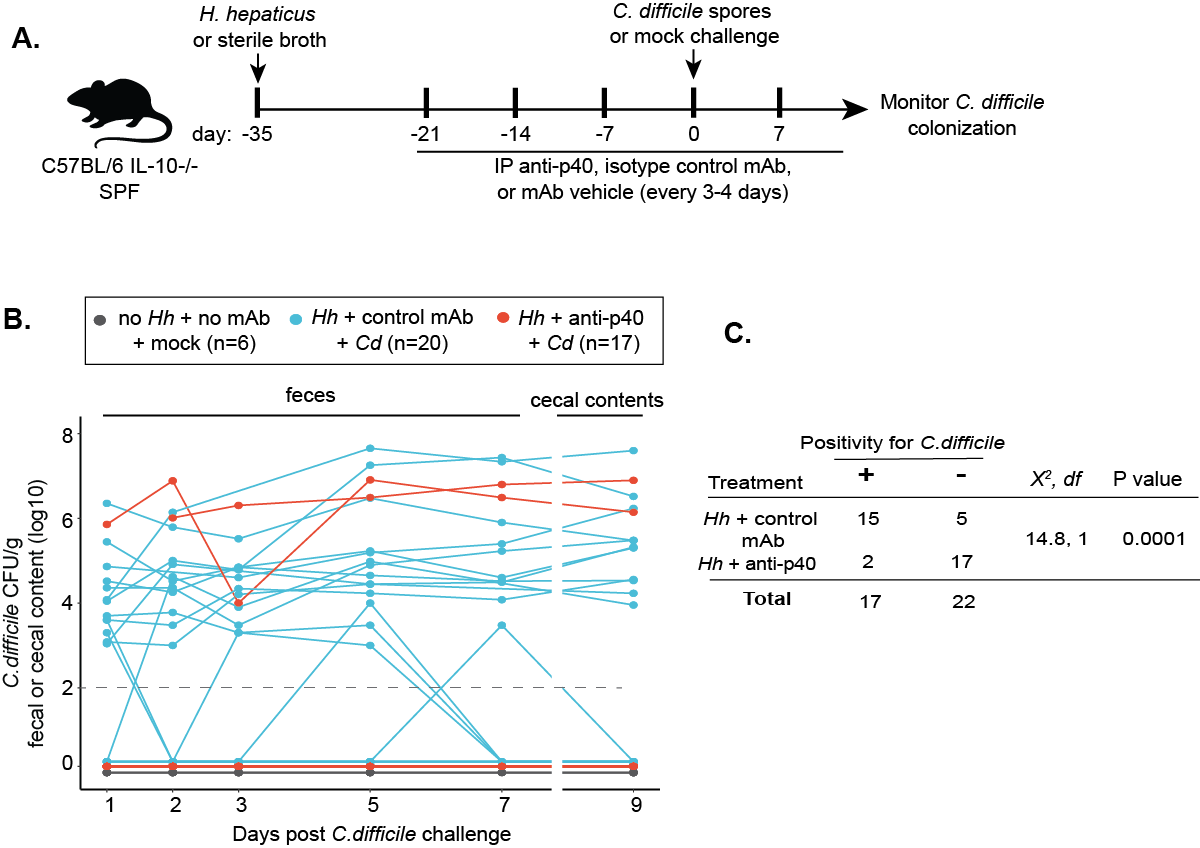 A.
H. hepaticus
or sterile broth
C. difficile spores
or mock challenge
day: -35 -21 -14 -7 0 7
Monitor C. difficile
colonization
C57BL/6 IL-10-/-
SPF
IP anti-p40, isotype control mAb,
or mAb vehicle (every 3-4 days)
B.
no Hh + no mAb
+ mock (n=6)
Hh + control mAb
+ Cd (n=20)
Hh + anti-p40
+ Cd (n=17)
feces
cecal contents
C.difficile CFU/g
fecal or cecal content (log10)
8
6
4
2
0
1 2 3 5 7 9
Days post C.difficile challenge
C.
Positivity for C.difficile
Treatment + - X², df P value
Hh + control
mAb
15 5
14.8, 1 0.0001
Hh + anti-p40 2 17
Total 17 22